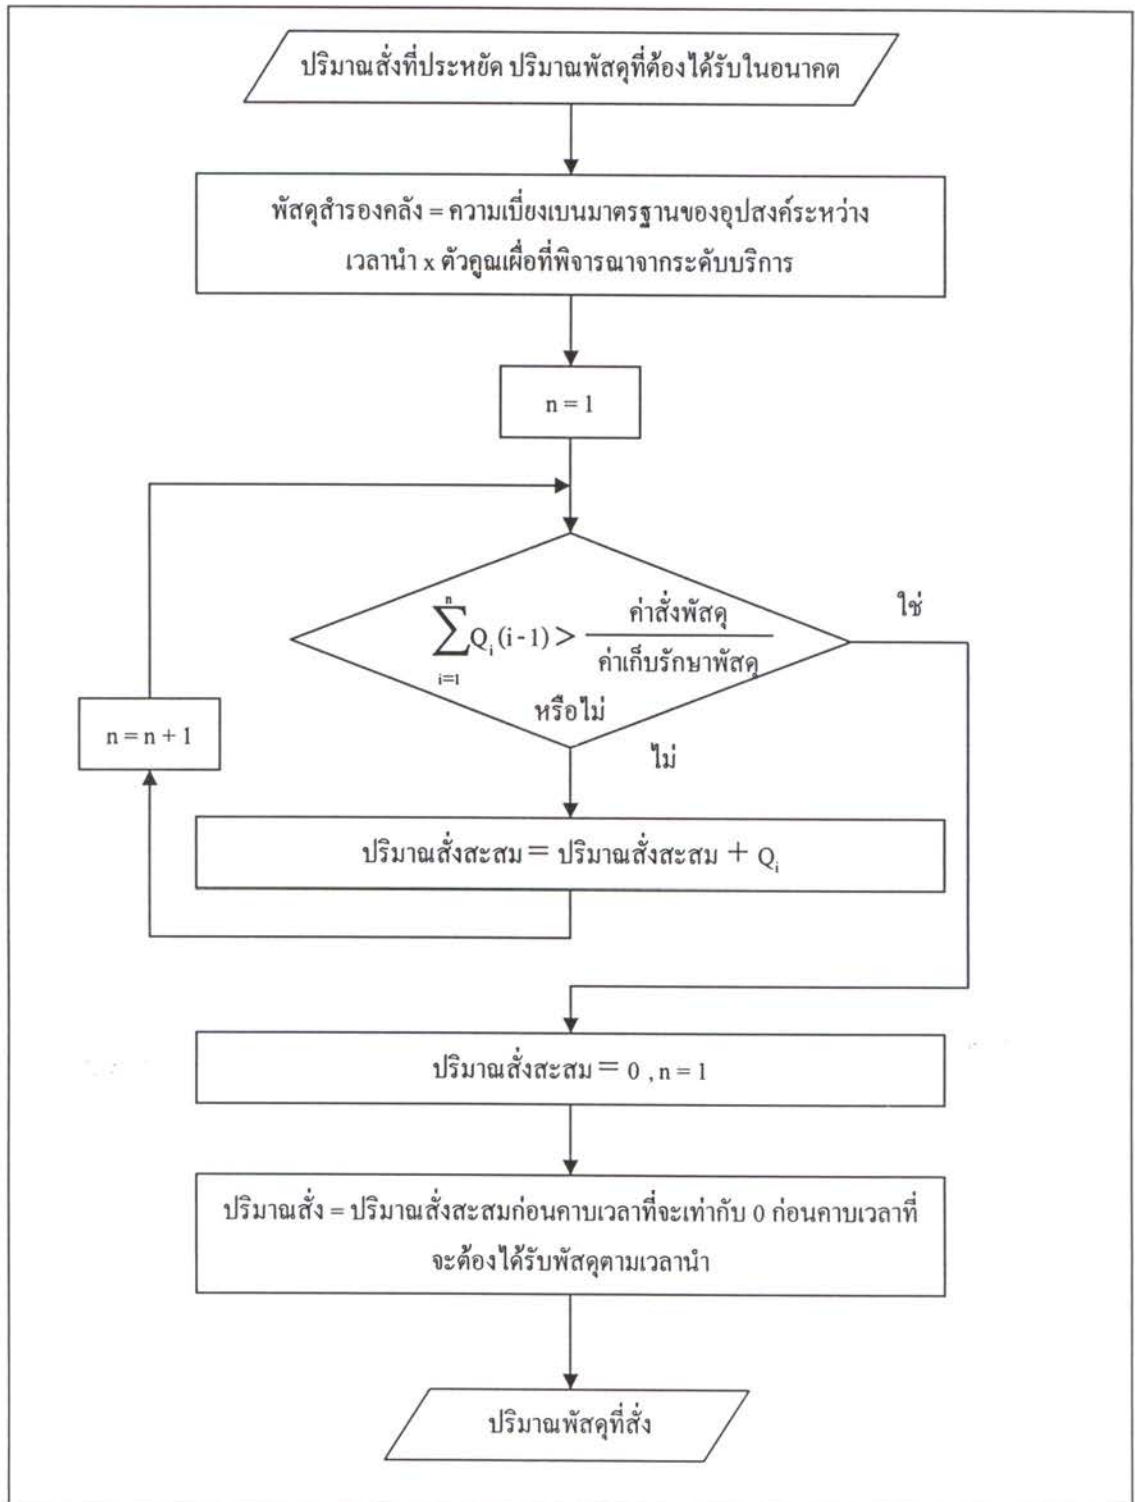 ปริมาณสั่งที่ประหยัด ปริมาณพัสดุที่ต้องได้รับในอนาคต
พัสดุสำรองคลัง = ความเบี่ยงเบนมาตรฐานของอุปสงค์ระหว่าง
เวลานำ x ตัวคูณเผื่อที่พิจารณาจากระดับบริการ
n = 1
n
∑ Qᵢ (i - 1) > ค่าสั่งพัสดุ / ค่าเก็บรักษาพัสดุ
i=1
หรือไม่
ใช่
n = n + 1
ไม่
ปริมาณสั่งสะสม = ปริมาณสั่งสะสม + Qᵢ
ปริมาณสั่งสะสม = 0 , n = 1
ปริมาณสั่ง = ปริมาณสั่งสะสมก่อนคาบเวลาที่จะเท่ากับ 0 ก่อนคาบเวลาที่
จะต้องได้รับพัสดุตามเวลานำ
ปริมาณพัสดุที่สั่ง